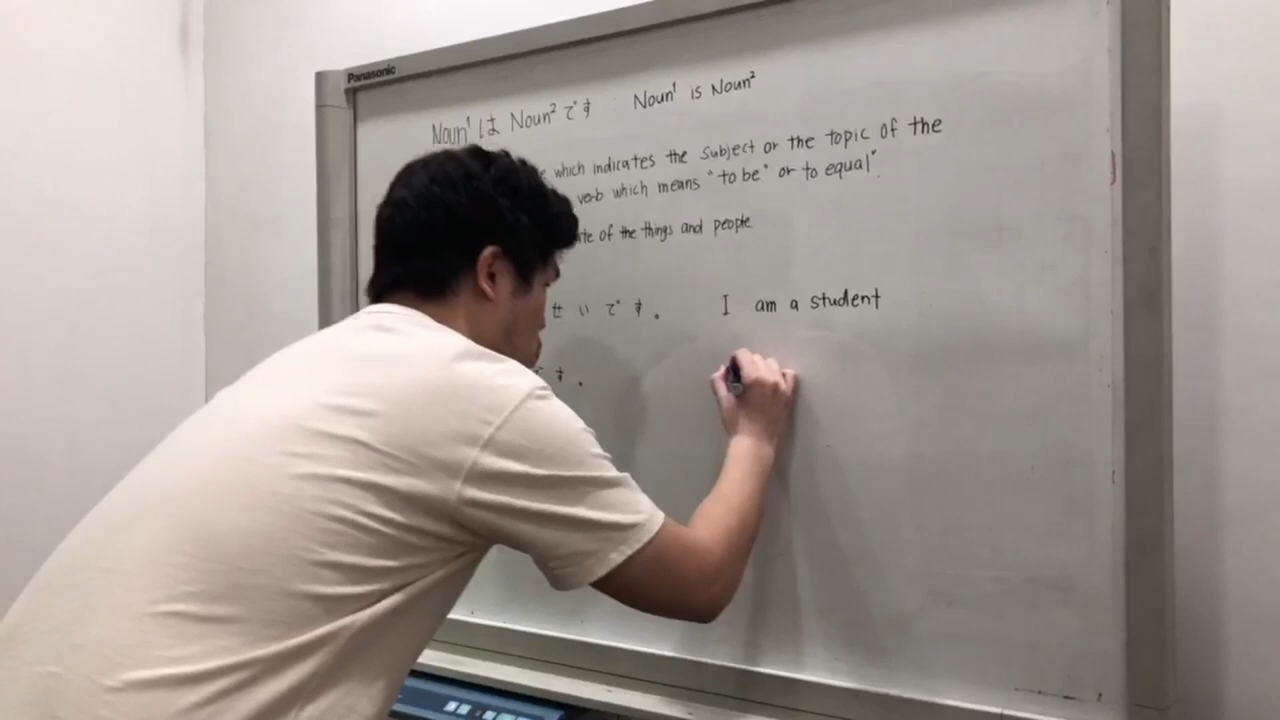 Panasonic
Noun¹ は Noun² です Noun¹ is Noun²
which indicates the subject or the topic of the
verb which means "to be" or to equal"
of the things and people
せいです。 I am a student
す。